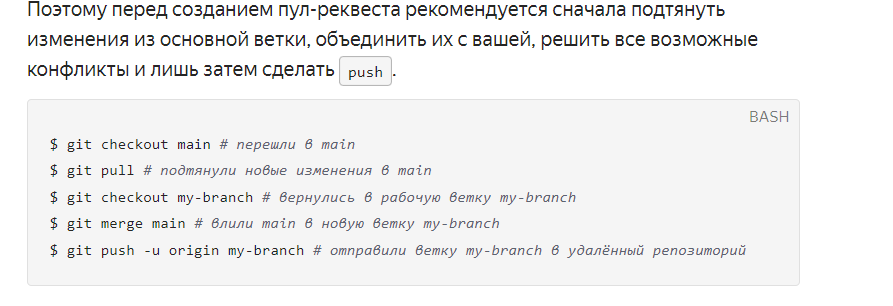 Поэтому перед созданием пул-реквеста рекомендуется сначала подтянуть
изменения из основной ветки, объединить их с вашей, решить все возможные
конфликты и лишь затем сделать push.
BASH
$ git checkout main # перешли в main
$ git pull # подтянули новые изменения в main
$ git checkout my-branch # вернулись в рабочую ветку my-branch
$ git merge main # влили main в новую ветку my-branch
$ git push -u origin my-branch # отправили ветку my-branch в удалённый репозиторий